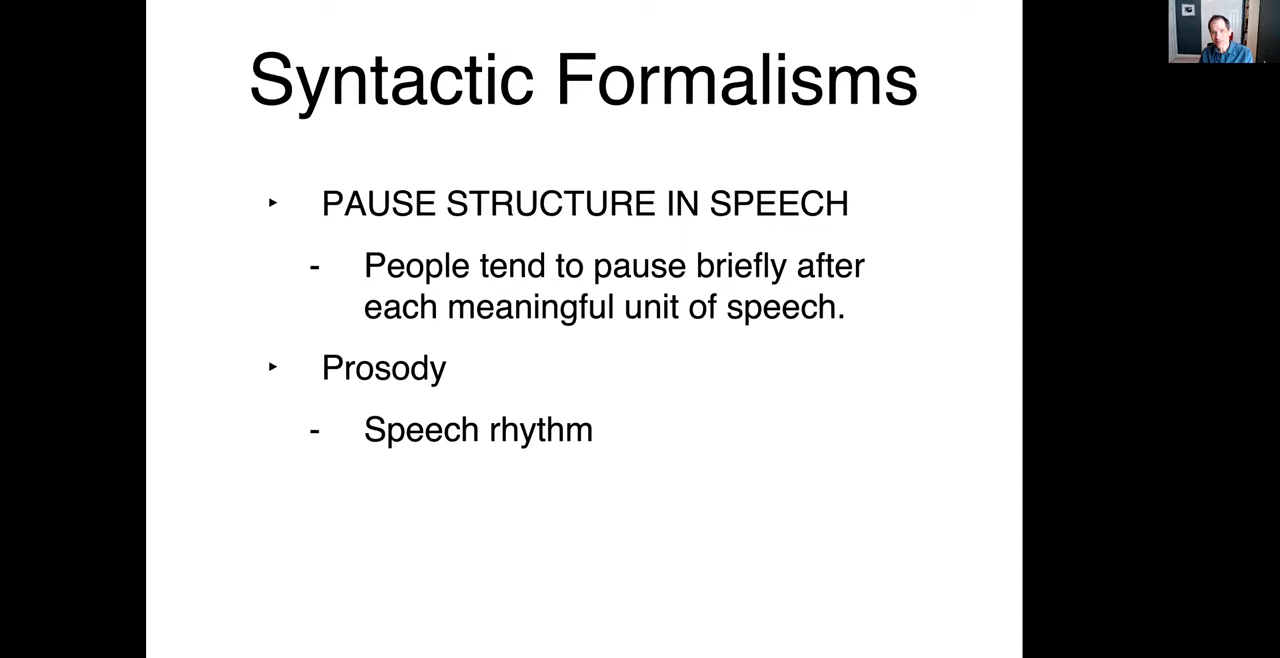 Syntactic Formalisms
‣ PAUSE STRUCTURE IN SPEECH
- People tend to pause briefly after
each meaningful unit of speech.
‣ Prosody
- Speech rhythm